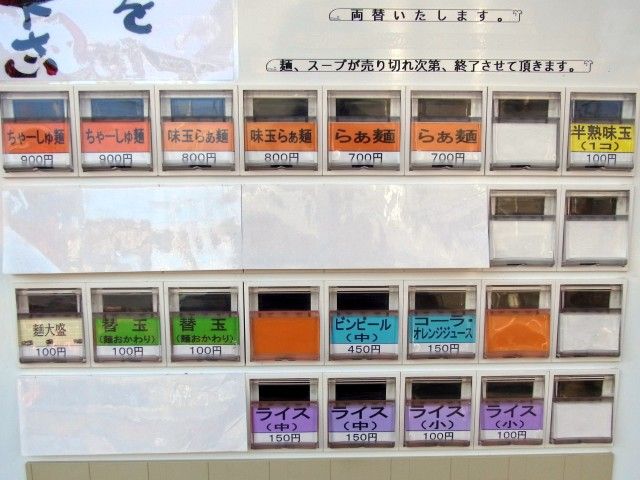 両替いたします。
麺、スープが売り切れ次第、終了させて頂きます。
ちゃーしゅ麺
900円
ちゃーしゅ麺
900円
味玉らぁ麺
800円
味玉らぁ麺
800円
らぁ麺
700円
らぁ麺
700円
半熟味玉
(1コ)
100円
麺大盛
100円
替玉
(麺おかわり)
100円
替玉
(麺おかわり)
100円
ビンビール
(中)
450円
コーラ・
オレンジジュース
150円
ライス
(中)
150円
ライス
(中)
150円
ライス
(小)
100円
ライス
(小)
100円